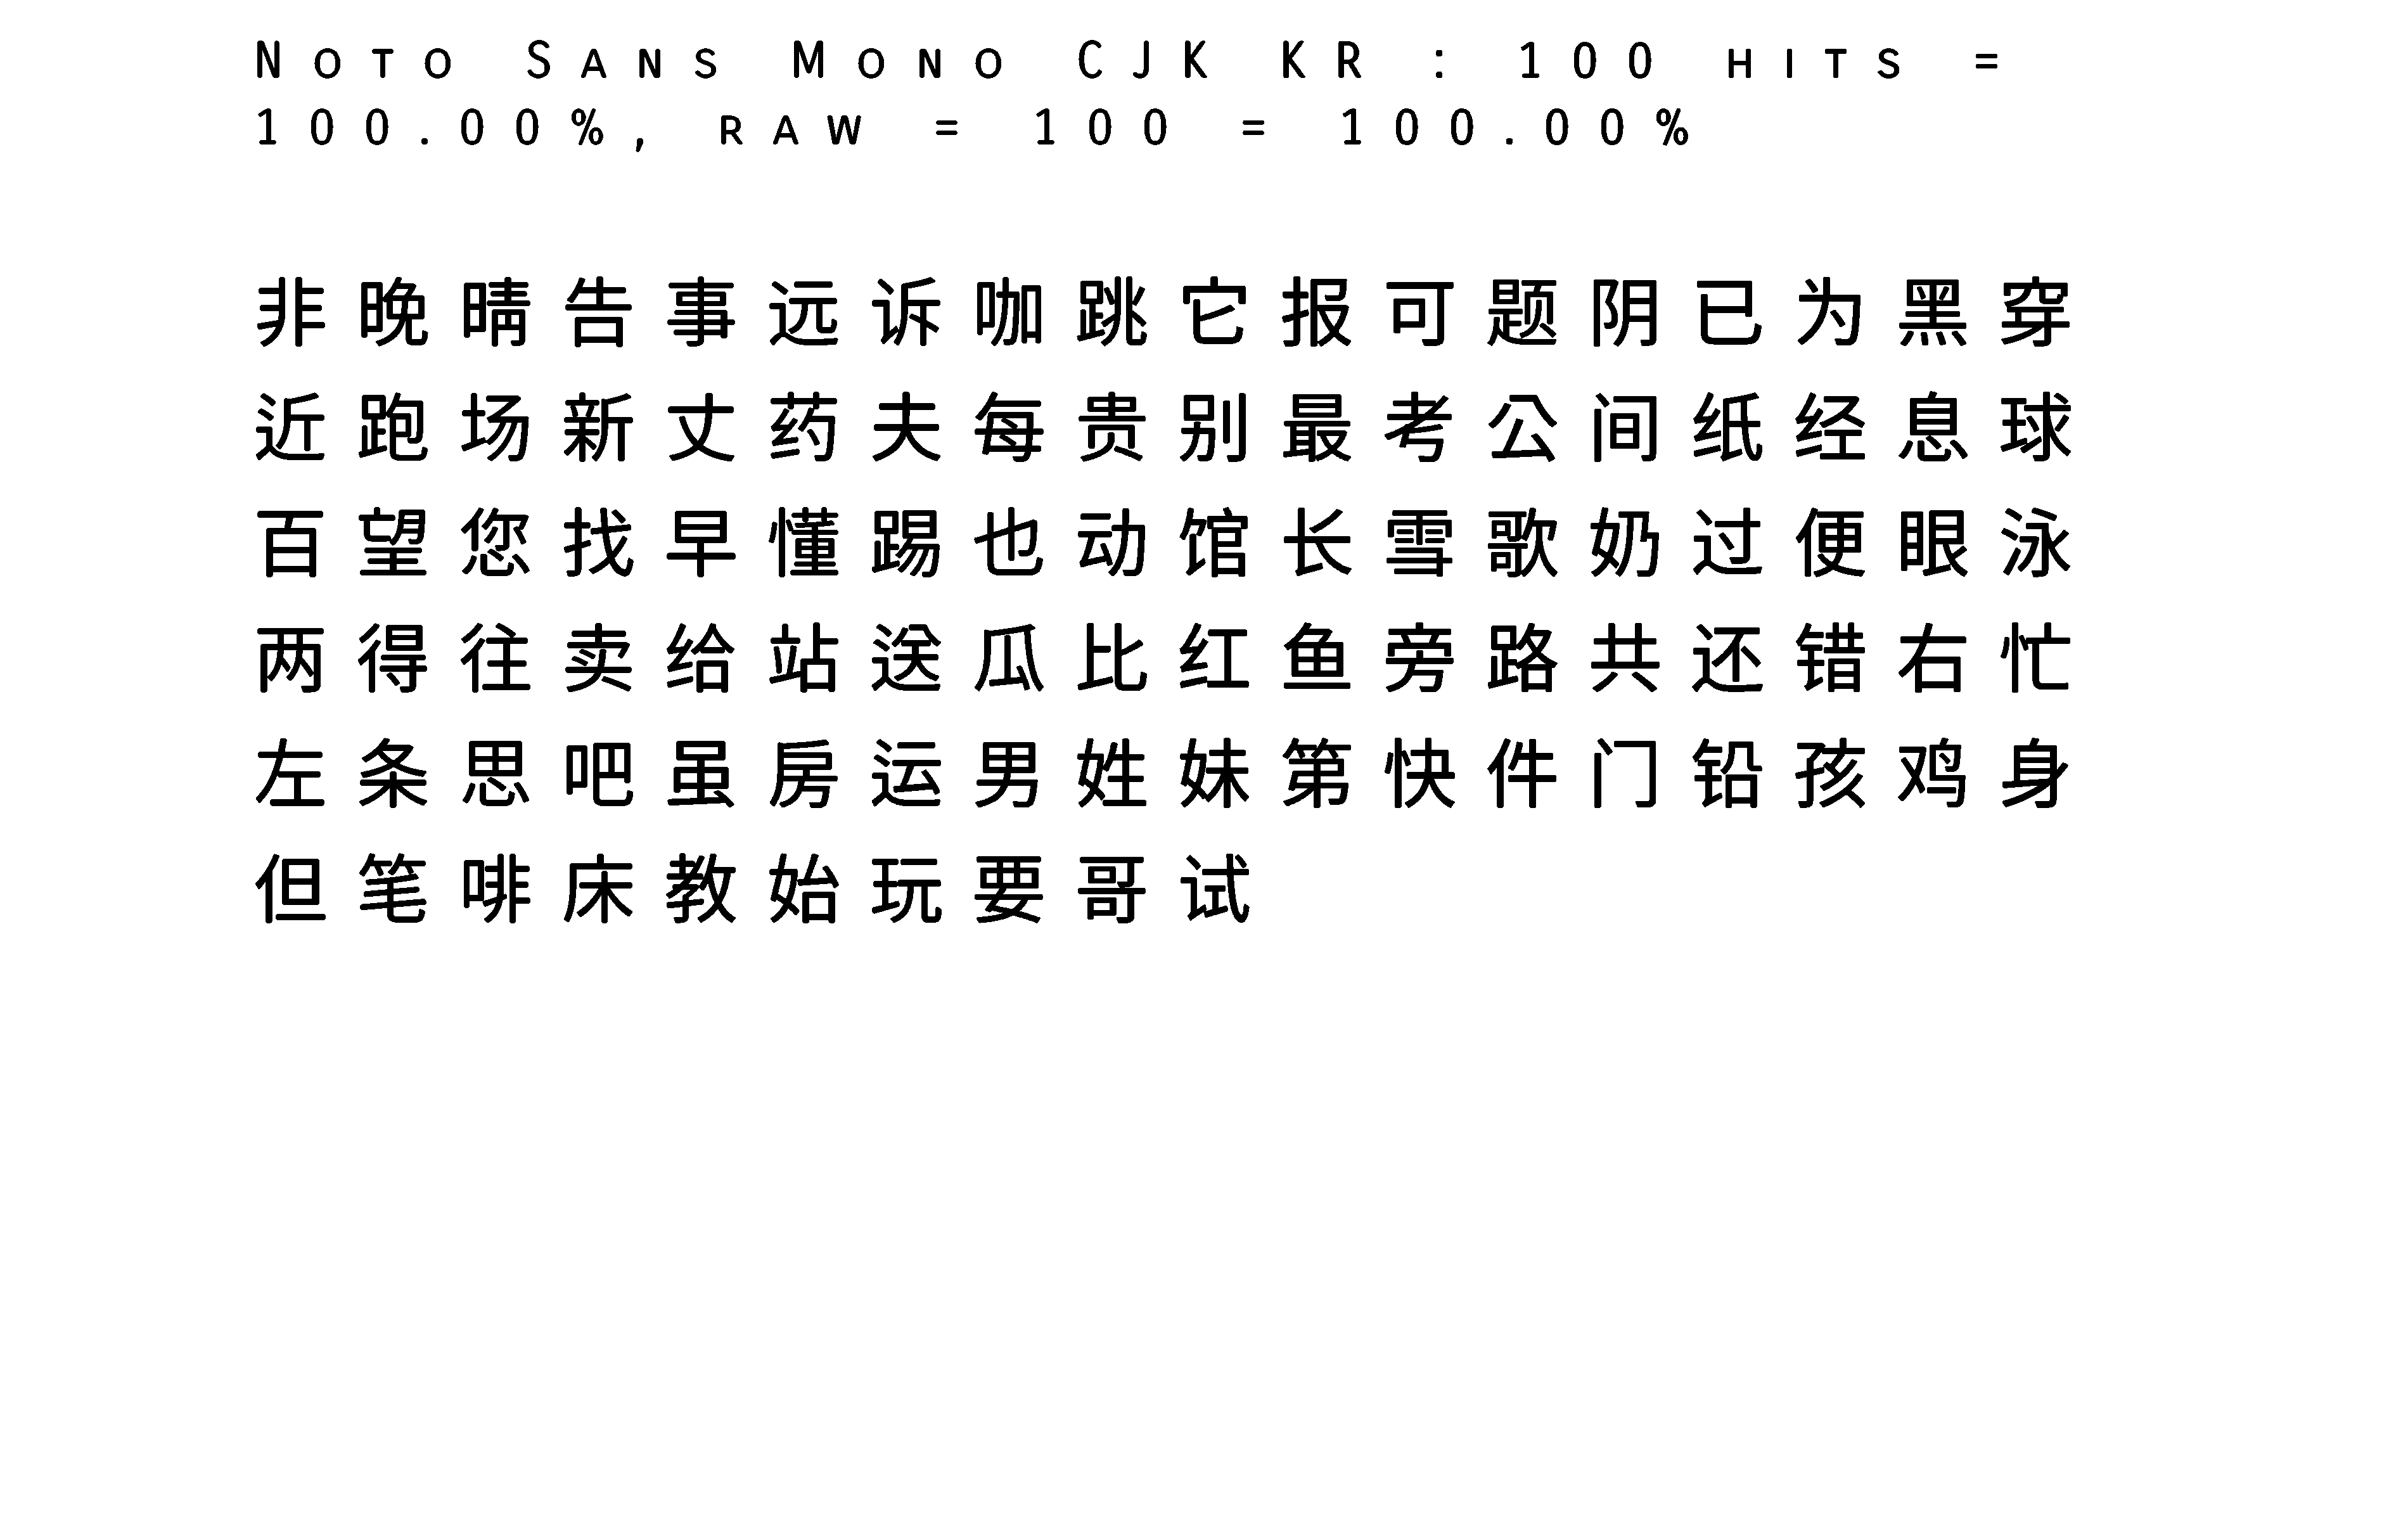 Noto Sans Mono CJK KR : 100 hits =
100.00%, raw = 100 = 100.00%
非晚晴告事远诉咖跳它报可题阴已为黑穿
近跑场新丈药夫每贵别最考公间纸经息球
百望您找早懂踢也动馆长雪歌奶过便眼泳
两得往卖给站送瓜比红鱼旁路共还错右忙
左条思吧虽房运男姓妹第快件门铅孩鸡身
但笔啡床教始玩要哥试